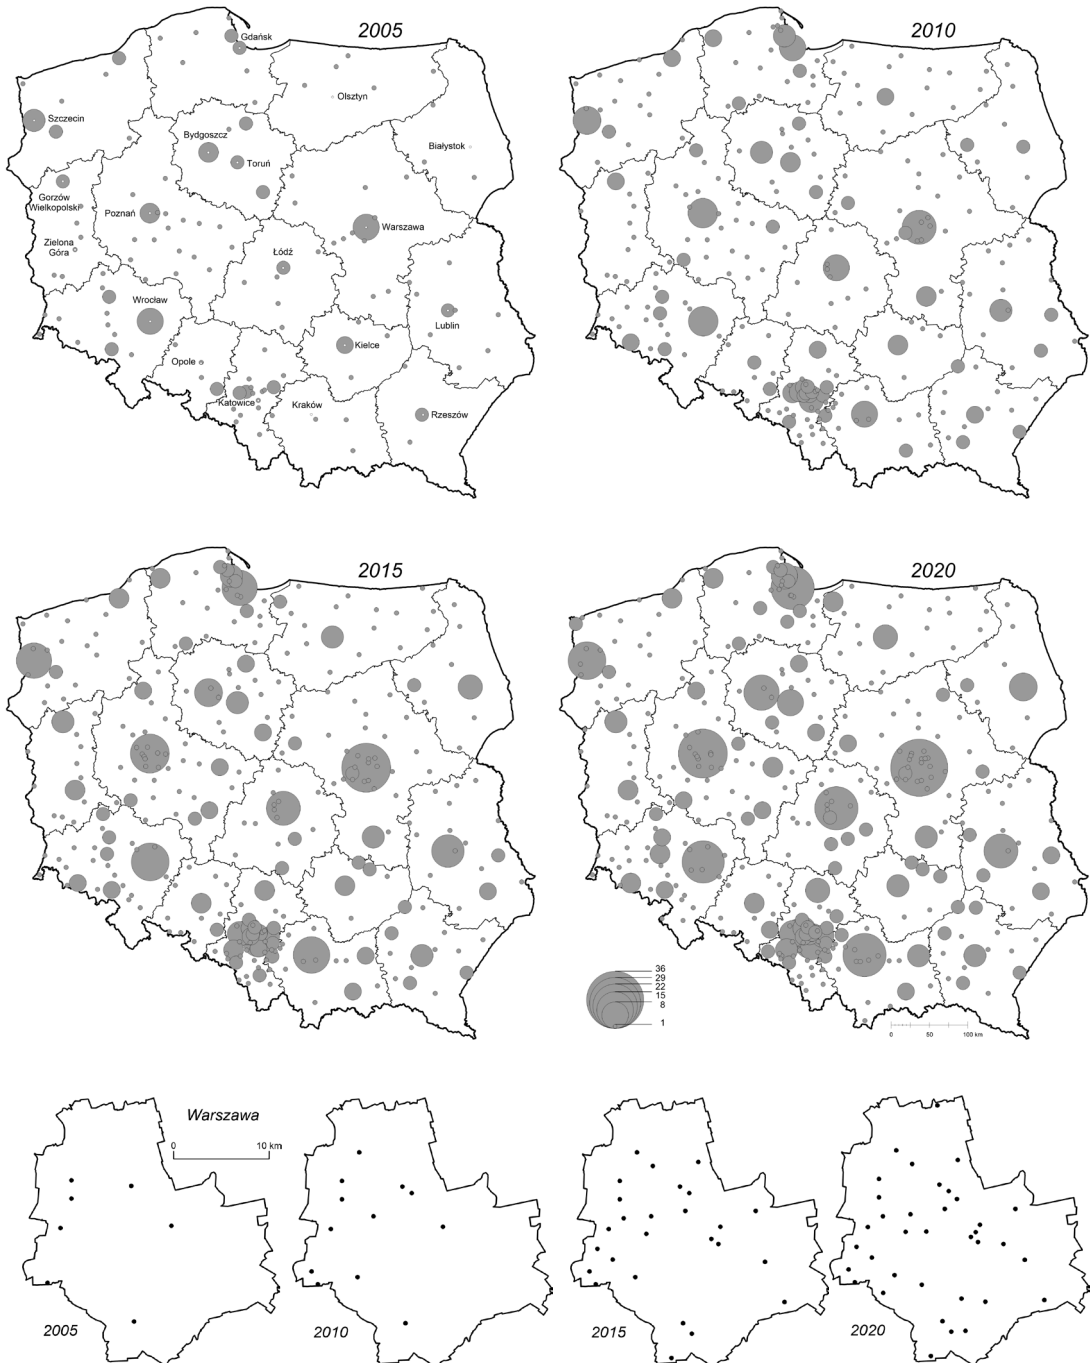 2005
Gdańsk
Olsztyn
Szczecin
Bydgoszcz
Białystok
Toruń
Gorzów
Wielkopolski
Poznań
Warszawa
Zielona
Góra
Łódź
Wrocław
Lublin
Kielce
Opole
Katowice
Kraków
Rzeszów
2010
2015
2020
36
29
22
15
8
1
0
50
100 km
Warszawa
0
10 km
2005
2010
2015
2020